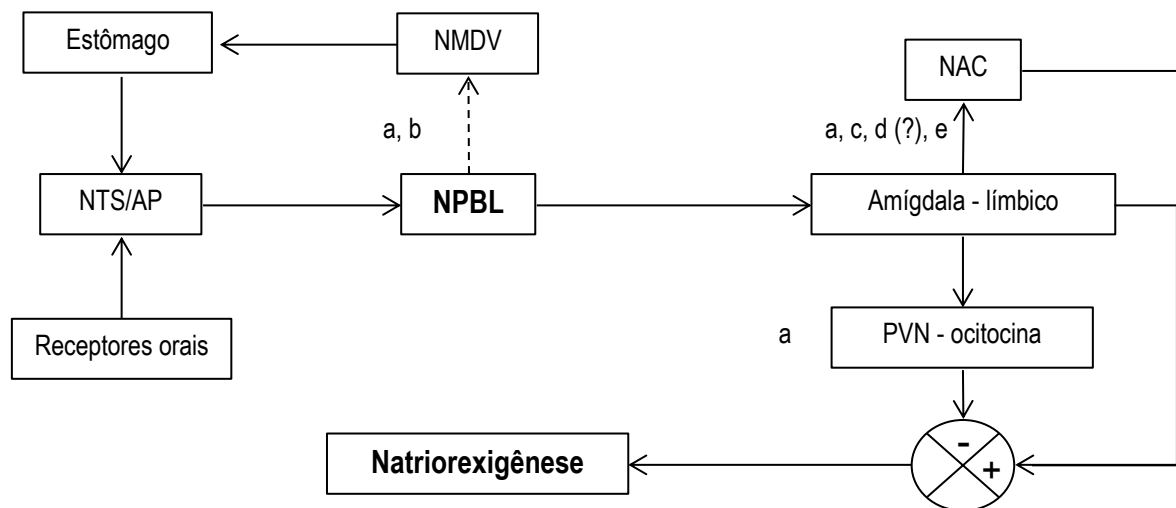 Estômago
NMDV
NAC
a, b
a, c, d (?), e
NTS/AP
NPBL
Amígdala - límbico
Receptores orais
a
PVN - ocitocina
-
+
Natriorexigênese